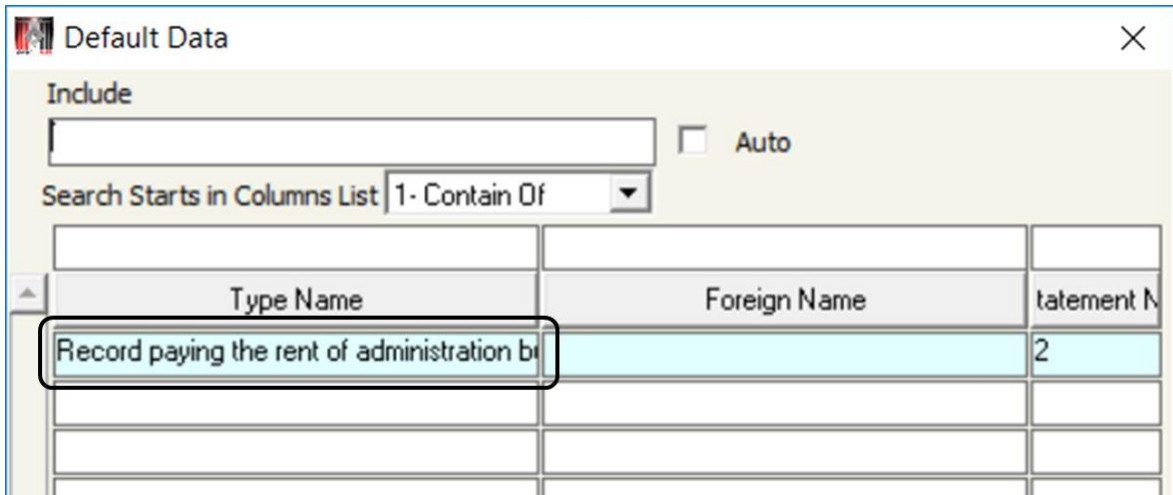 Default Data
Include
Auto
Search Starts in Columns List 1- Contain Of
Type Name Foreign Name tatement N
Record paying the rent of administration 2